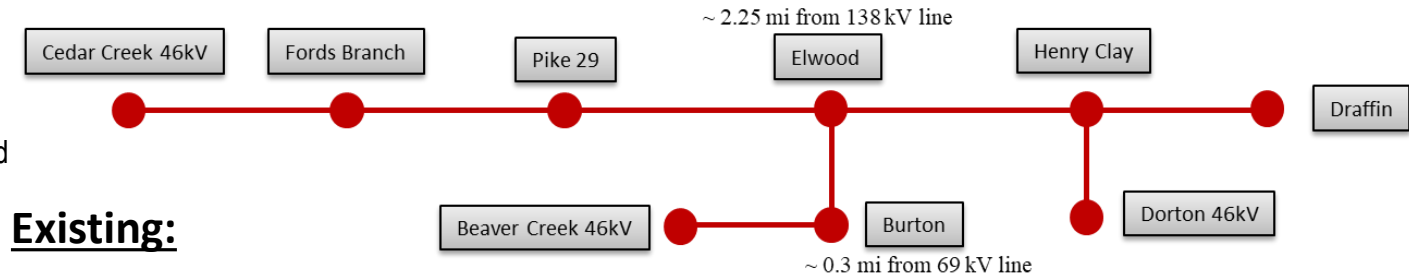 ~ 2.25 mi from 138 kV line
Cedar Creek 46kV
Fords Branch
Pike 29
Elwood
Henry Clay
Draffin
d
Existing:
Beaver Creek 46kV
Burton
Dorton 46kV
~ 0.3 mi from 69 kV line